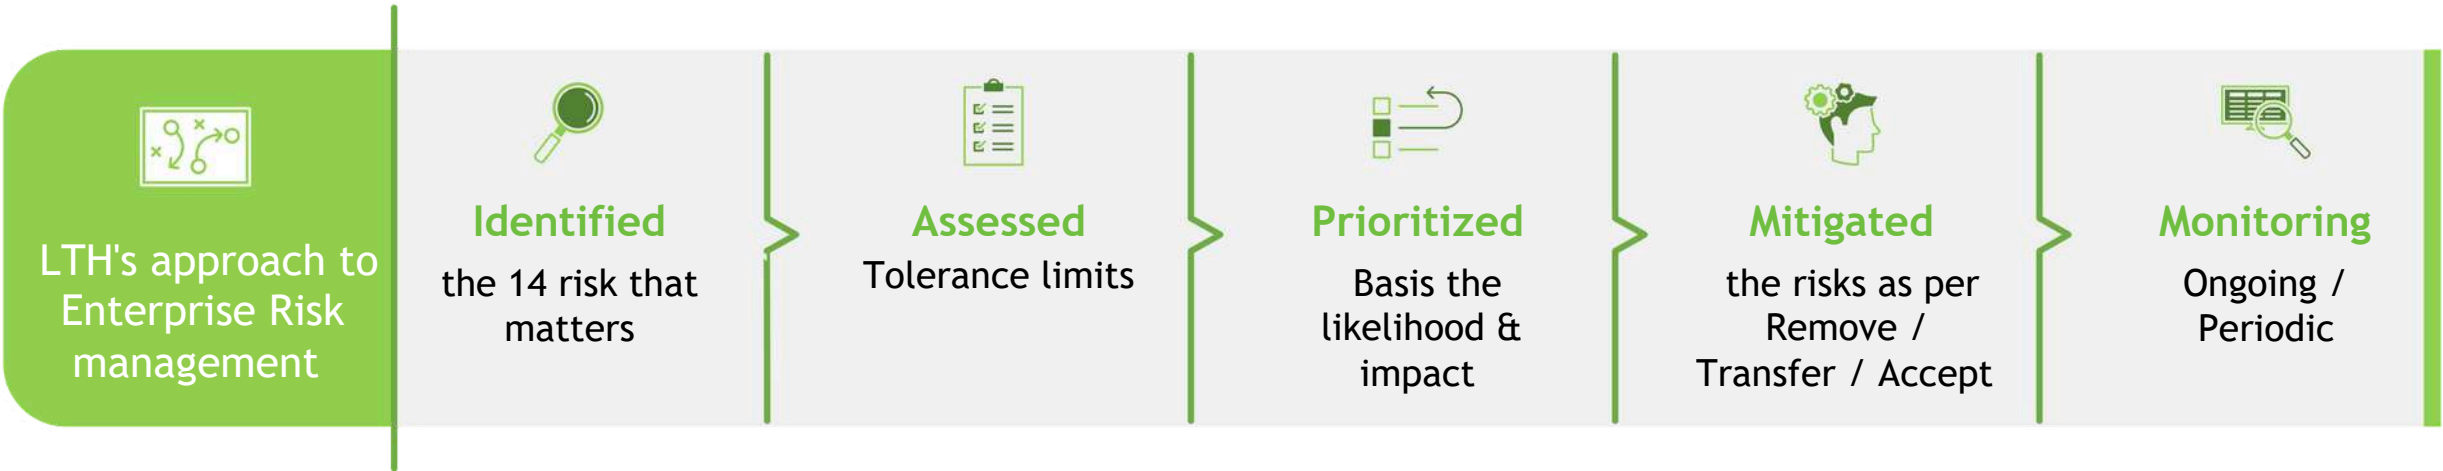 LTH's approach to
Enterprise Risk
management
Identified
the 14 risk that
matters
Assessed
Tolerance limits
Prioritized
Basis the
likelihood &
impact
Mitigated
the risks as per
Remove /
Transfer / Accept
Monitoring
Ongoing /
Periodic